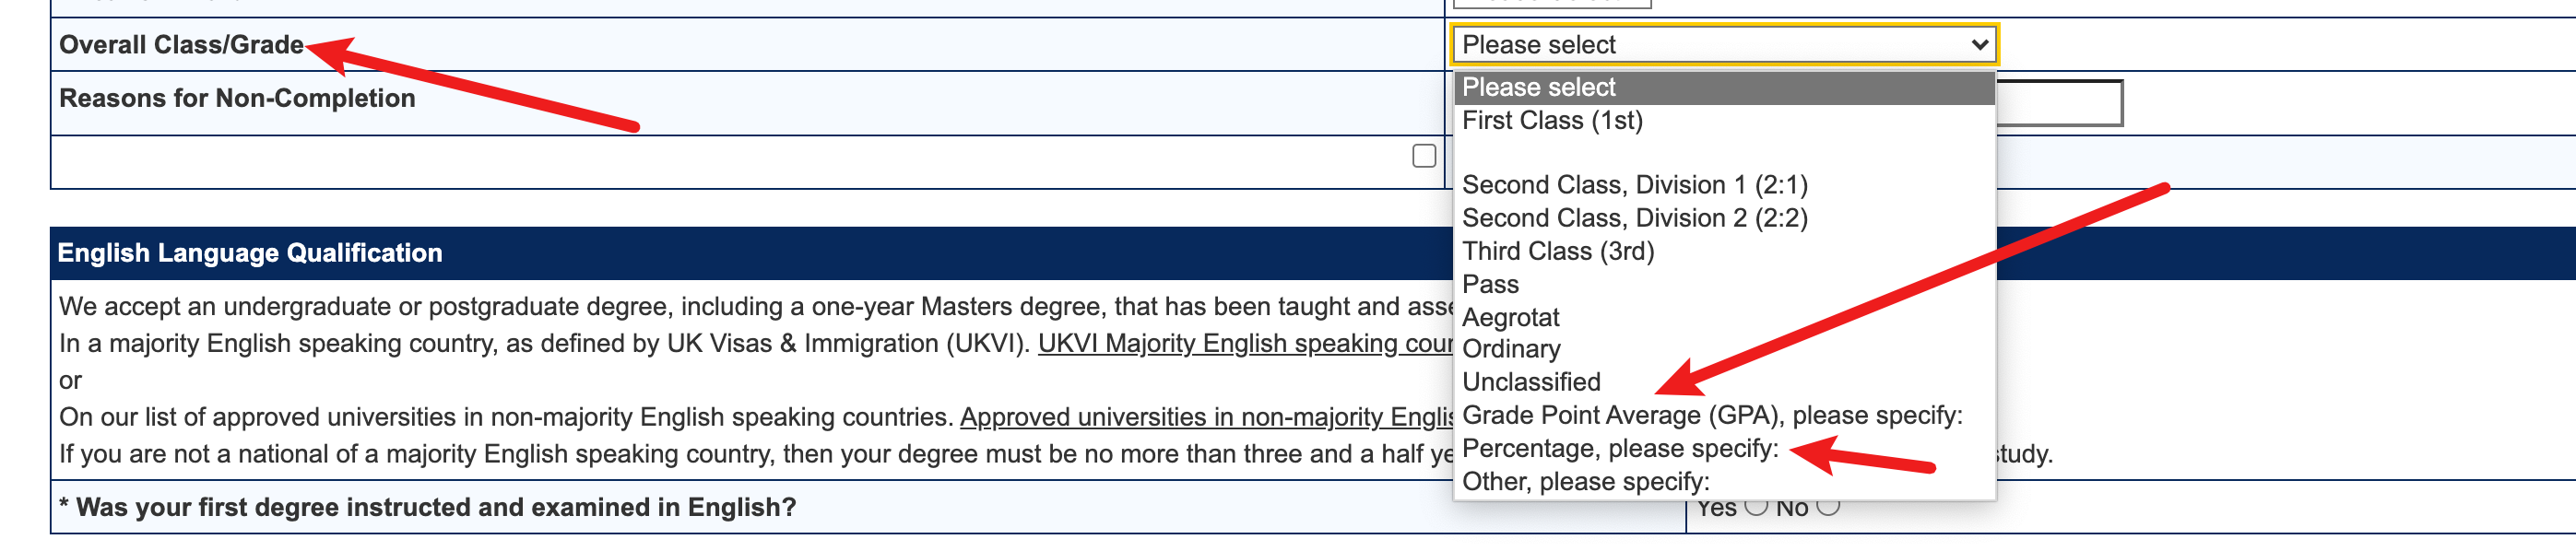 Overall Class/Grade
Please select
Reasons for Non-Completion
Please select
First Class (1st)
Second Class, Division 1 (2:1)
Second Class, Division 2 (2:2)
Third Class (3rd)
Pass
Aegrotat
Ordinary
Unclassified
Grade Point Average (GPA), please specify:
Percentage, please specify:
Other, please specify:
English Language Qualification
We accept an undergraduate or postgraduate degree, including a one-year Masters degree, that has been taught and
In a majority English speaking country, as defined by UK Visas & Immigration (UKVI). UKVI Majority English speaking
or
On our list of approved universities in non-majority English speaking countries. Approved universities in non-majority
If you are not a national of a majority English speaking country, then your degree must be no more than three and a half study.
* Was your first degree instructed and examined in English?
Yes No